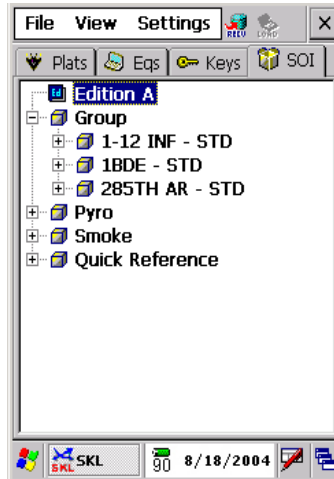 File View Settings RECV LOAD X
Plats Eqs Keys SOI
Ed Edition A
Group
1-12 INF - STD
1BDE - STD
285TH AR - STD
Pyro
Smoke
Quick Reference
SKL SKL 90 8/18/2004